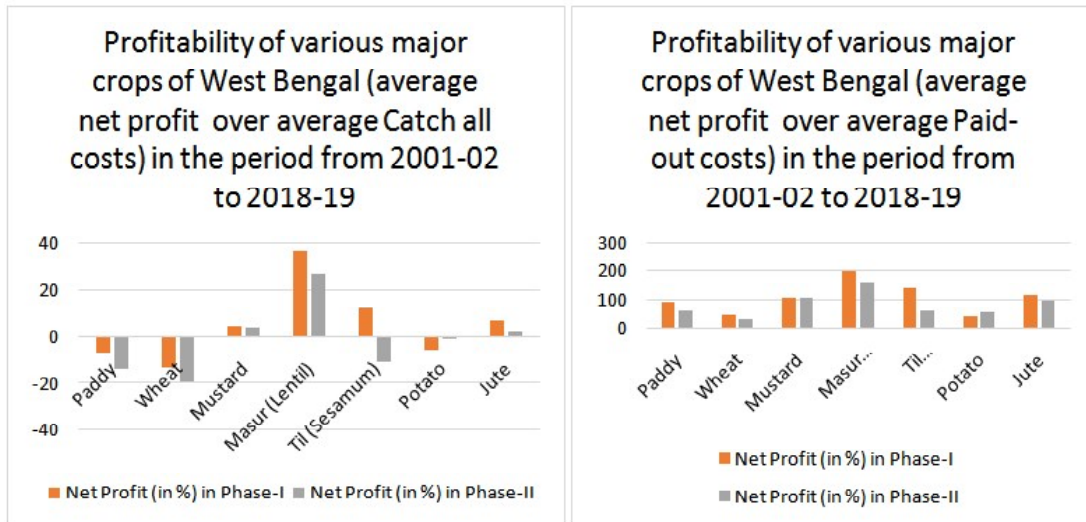 Profitability of various major
crops of West Bengal (average
net profit over average Catch all
costs) in the period from 2001-02
to 2018-19
40
20
0
-20
-40
Paddy
Wheat
Mustard
Masur (Lentil)
Til (Sesamum)
Potato
Jute
Net Profit (in %) in Phase-I
Net Profit (in %) in Phase-II
Profitability of various major
crops of West Bengal (average
net profit over average Paid-
out costs) in the period from
2001-02 to 2018-19
300
200
100
0
Paddy
Wheat
Mustard
Masur...
Til...
Potato
Jute
Net Profit (in %) in Phase-I
Net Profit (in %) in Phase-II